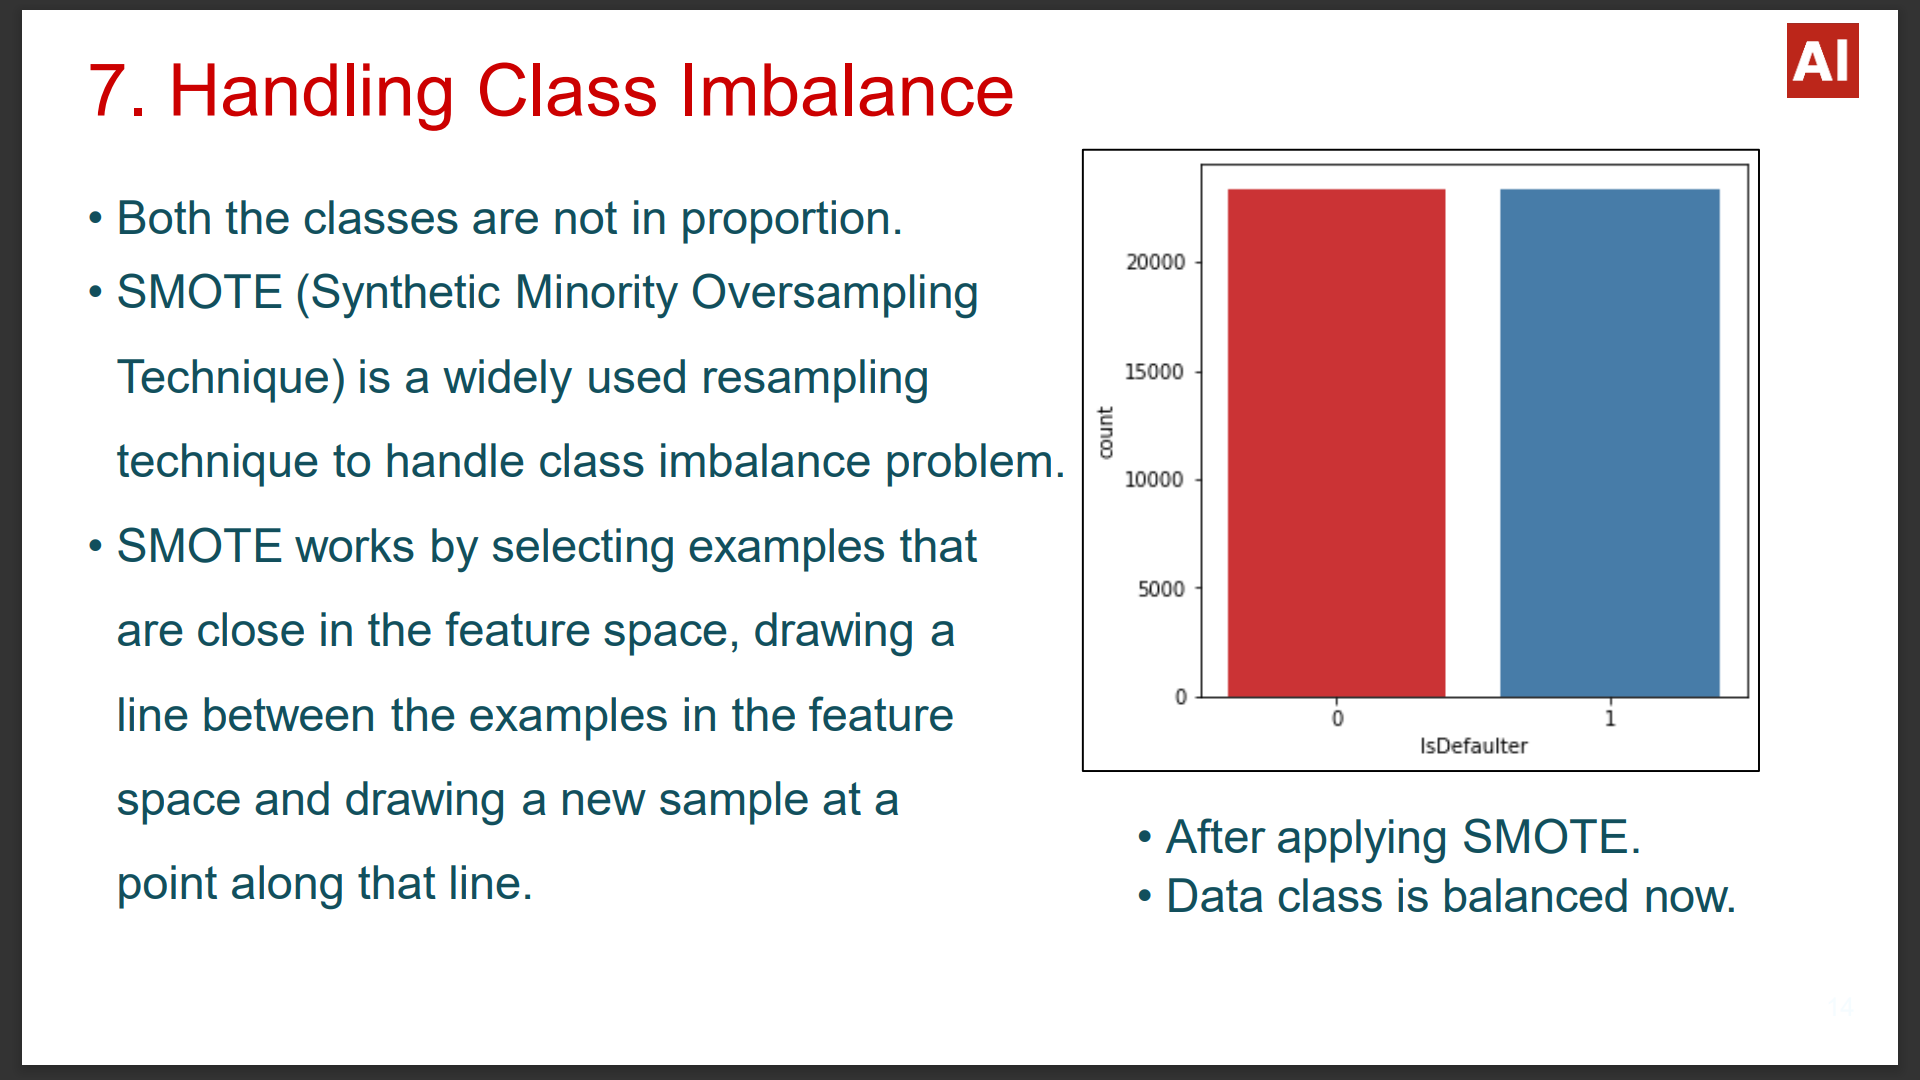 7. Handling Class Imbalance
AI
• Both the classes are not in proportion.
• SMOTE (Synthetic Minority Oversampling
Technique) is a widely used resampling
technique to handle class imbalance problem.
• SMOTE works by selecting examples that
are close in the feature space, drawing a
line between the examples in the feature
space and drawing a new sample at a
point along that line.
20000
15000
10000
5000
0
count
0 1
IsDefaulter
• After applying SMOTE.
• Data class is balanced now.
14